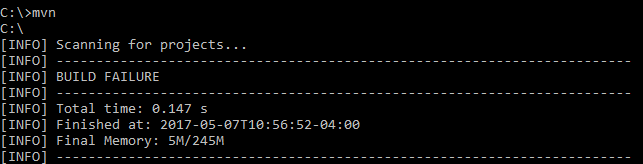 C:\>mvn
C:\
[INFO] Scanning for projects...
[INFO] ------------------------------------------------------------------------
[INFO] BUILD FAILURE
[INFO] ------------------------------------------------------------------------
[INFO] Total time: 0.147 s
[INFO] Finished at: 2017-05-07T10:56:52-04:00
[INFO] Final Memory: 5M/245M
[INFO] ------------------------------------------------------------------------